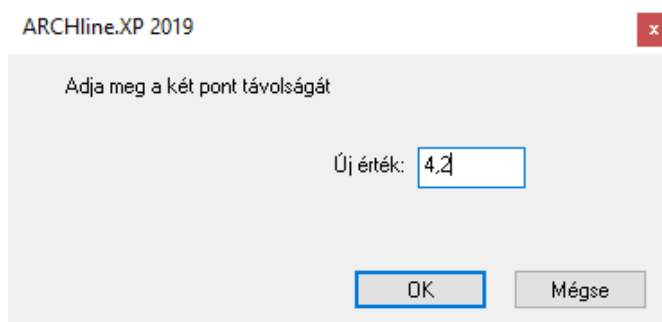 ARCHline.XP 2019
x
Adja meg a két pont távolságát
Új érték: 4,2
OK Mégse